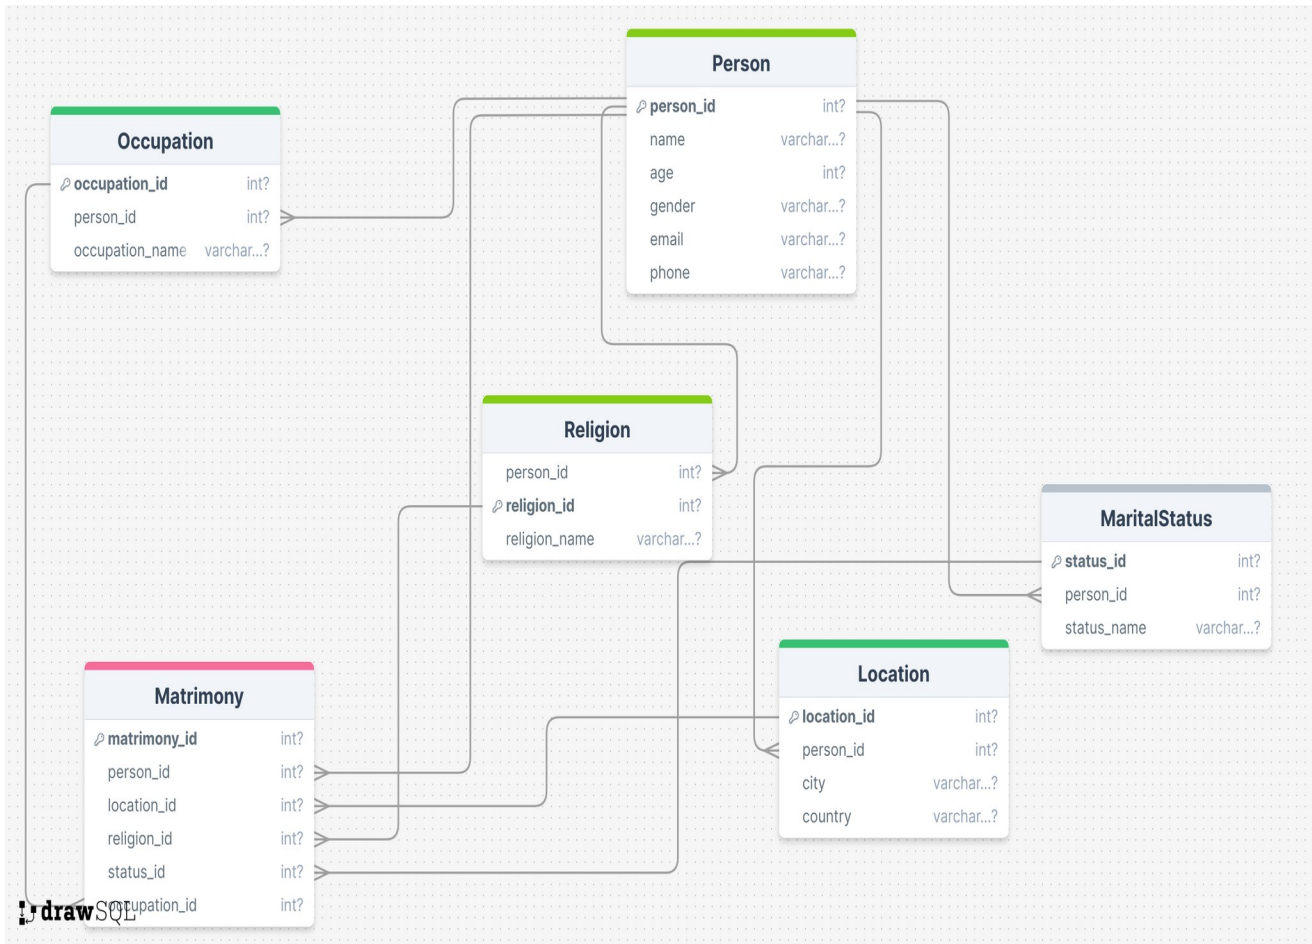 Person
person_id int?
name varchar...?
age int?
gender varchar...?
email varchar...?
phone varchar...?
Occupation
occupation_id int?
person_id int?
occupation_name varchar...?
Religion
person_id int?
religion_id int?
religion_name varchar...?
MaritalStatus
status_id int?
person_id int?
status_name varchar...?
Location
location_id int?
person_id int?
city varchar...?
country varchar...?
Matrimony
matrimony_id int?
person_id int?
location_id int?
religion_id int?
status_id int?
occupation_id int?
drawSQL